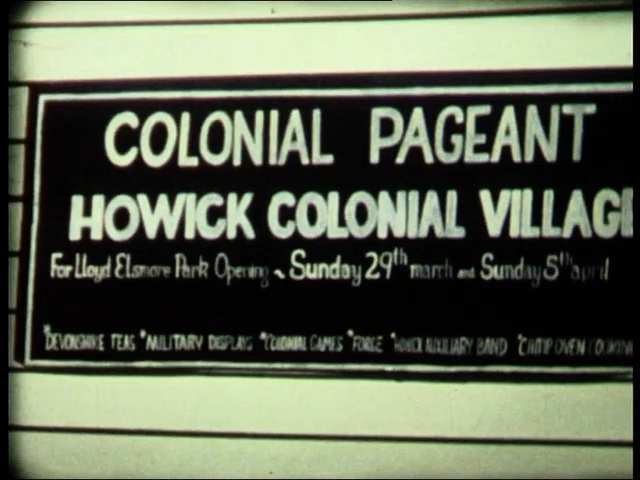 COLONIAL PAGEANT
HOWICK COLONIAL VILLAG
For Lloyd Elsmore Park Opening ~ Sunday 29th march and Sunday 5th april
*DEVONSHIRE TEAS *MILITARY DISPLAYS *COLONIAL GAMES *FORGE *HOWICK AUXILIARY BAND *CAMP OVEN COOKIN